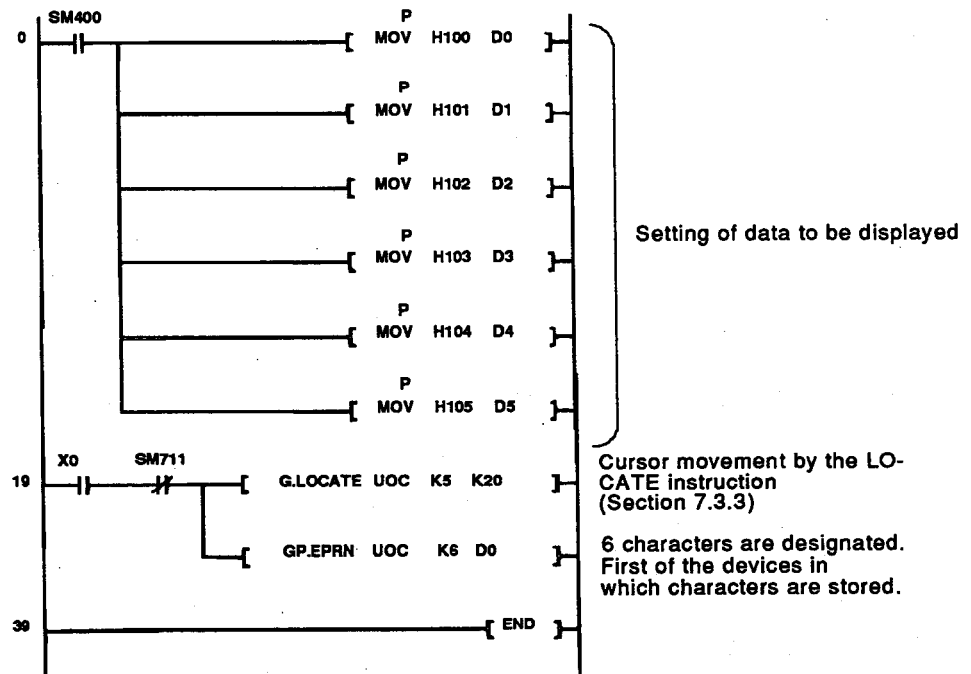 SM400
P
0 MOV H100 D0
P
MOV H101 D1
P
MOV H102 D2
P
MOV H103 D3
Setting of data to be displayed
P
MOV H104 D4
P
MOV H105 D5
X0 SM711
19 G.LOCATE UOC K5 K20
Cursor movement by the LO-
CATE instruction
(Section 7.3.3)
GP.EPRN UOC K6 D0
6 characters are designated.
First of the devices in
which characters are stored.
39 END